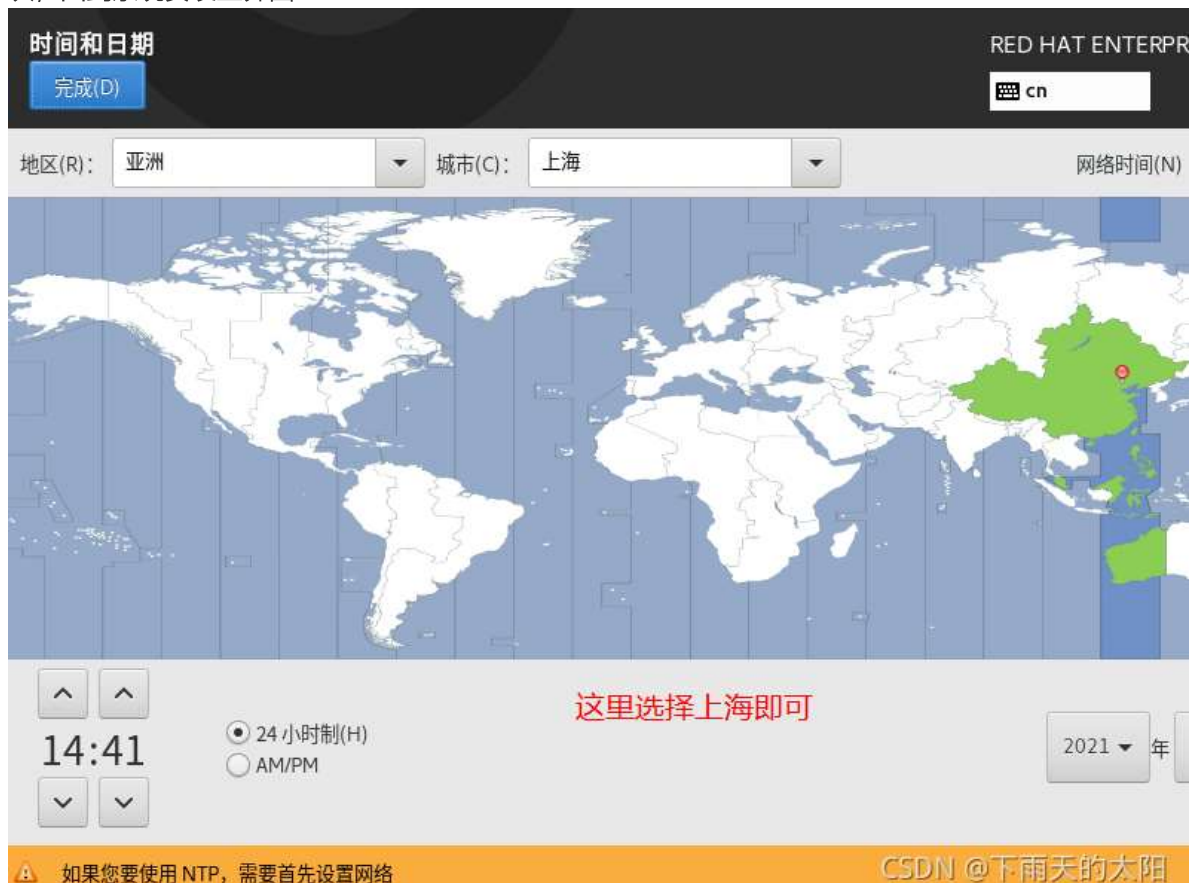 时间和日期
RED HAT ENTERPR
完成(D)
cn
地区(R):
亚洲
城市(C):
上海
网络时间(N)
这里选择上海即可
14:41
24 小时制(H)
AM/PM
2021
年
如果您要使用 NTP，需要首先设置网络
CSDN @下雨天的太阳